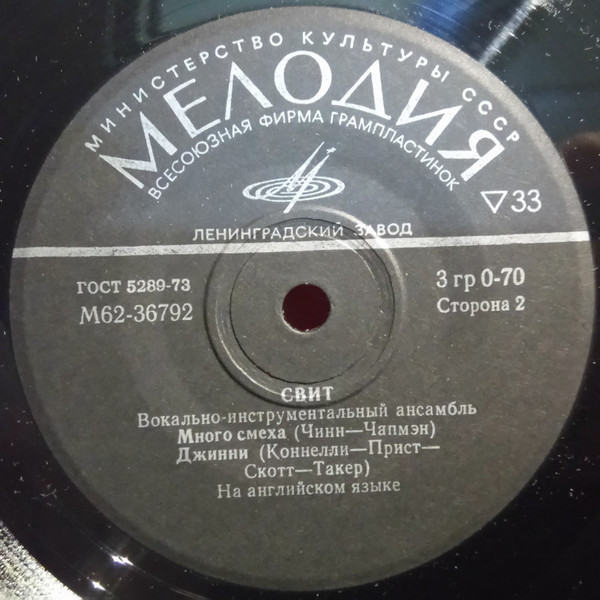 МИНИСТЕРСТВО КУЛЬТУРЫ СССР
МЕЛОДИЯ
ВСЕСОЮЗНАЯ ФИРМА ГРАМПЛАСТИНОК
▽33
ЛЕНИНГРАДСКИЙ ЗАВОД
ГОСТ 5289-73
М62-36792
3 гр 0-70
Сторона 2
СВИТ
Вокально-инструментальный ансамбль
Много смеха (Чинн—Чапмэн)
Джинни (Коннелли—Прист—
Скотт—Такер)
На английском языке